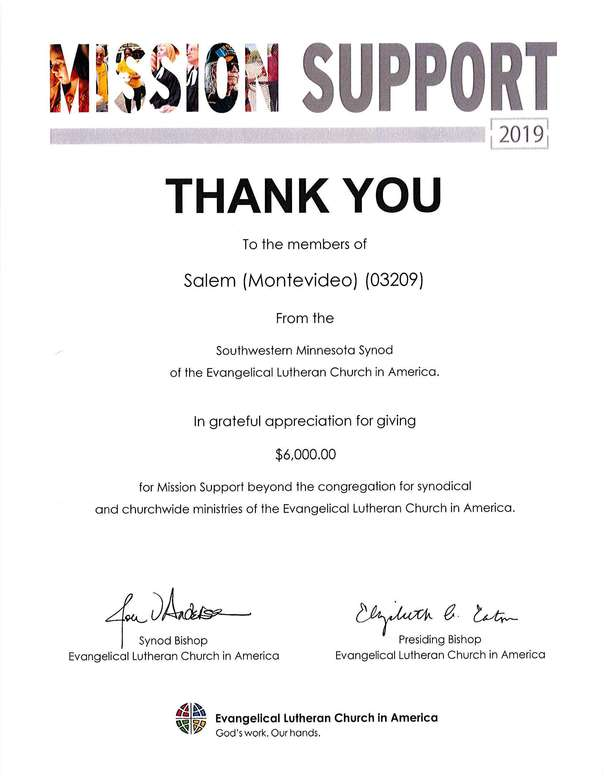 MISSION SUPPORT
2019
THANK YOU
To the members of
Salem (Montevideo) (03209)
From the
Southwestern Minnesota Synod
of the Evangelical Lutheran Church in America.
In grateful appreciation for giving
$6,000.00
for Mission Support beyond the congregation for synodical
and churchwide ministries of the Evangelical Lutheran Church in America.
Jon V Anderson Elizabeth A. Eaton
Synod Bishop Presiding Bishop
Evangelical Lutheran Church in America Evangelical Lutheran Church in America
Evangelical Lutheran Church in America
God's work. Our hands.